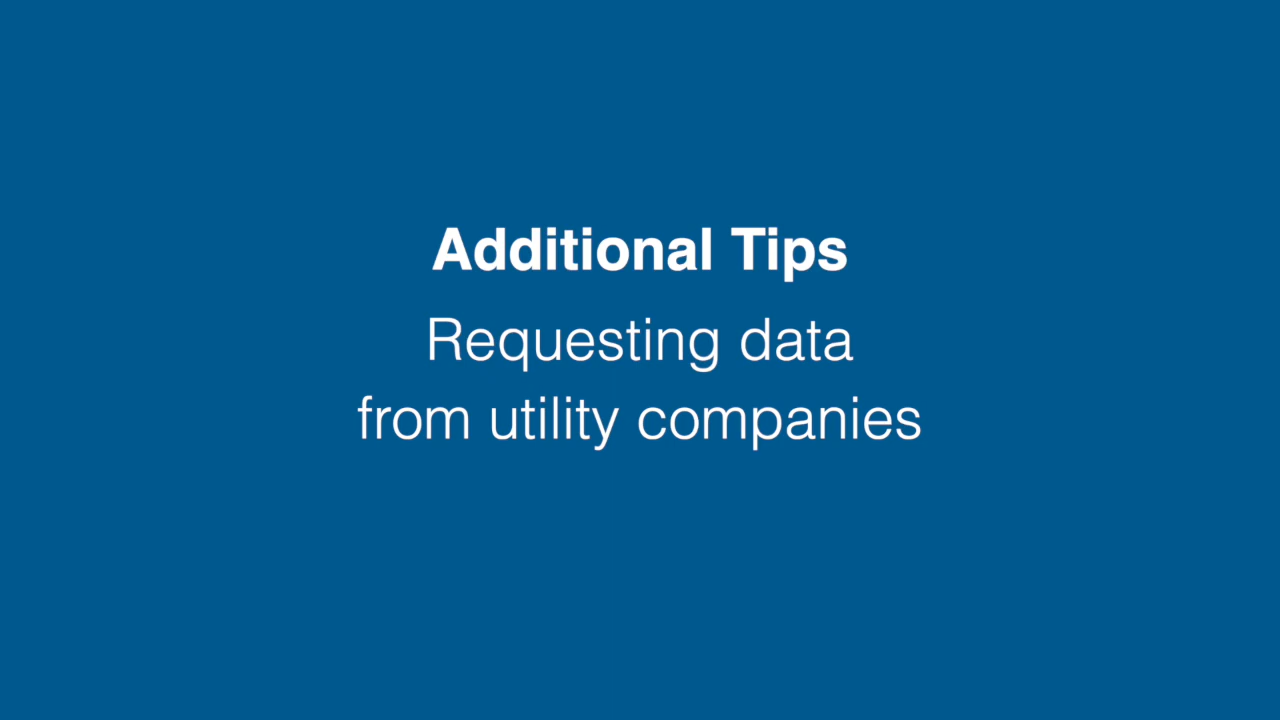 Additional Tips
Requesting data
from utility companies